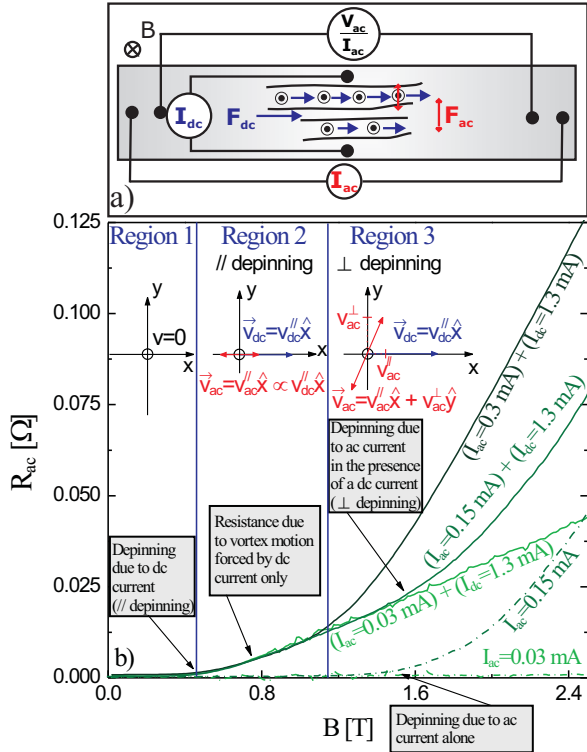 B
V_ac
I_ac
I_dc
F_dc
F_ac
I_ac
a)
0.125
0.100
0.075
0.050
0.025
0.000
R_ac [Ω]
Region 1
Region 2
Region 3
// depinning
⊥ depinning
y
v=0
x
y
v⃗_dc=v_dc^// x̂
x
v⃗_ac=v_ac^// x̂ ∝ v_dc^// x̂
y
v_ac^⊥
v⃗_dc=v_dc^// x̂
x
v_ac^//
v⃗_ac=v_ac^// x̂ + v_ac^⊥ ŷ
Depinning due
to ac current
in the presence
of a dc current
(⊥ depinning)
Resistance due
to vortex motion
forced by dc
current only
Depinning
due to dc
current
(// depinning)
(I_ac=0.3 mA) + (I_dc=1.3 mA)
(I_ac=0.15 mA) + (I_dc=1.3 mA)
(I_ac=0.03 mA) + (I_dc=1.3 mA)
I_ac=0.15 mA
I_ac=0.03 mA
b)
0.0
0.8
1.6
2.4
B [T]
Depinning due to ac
current alone